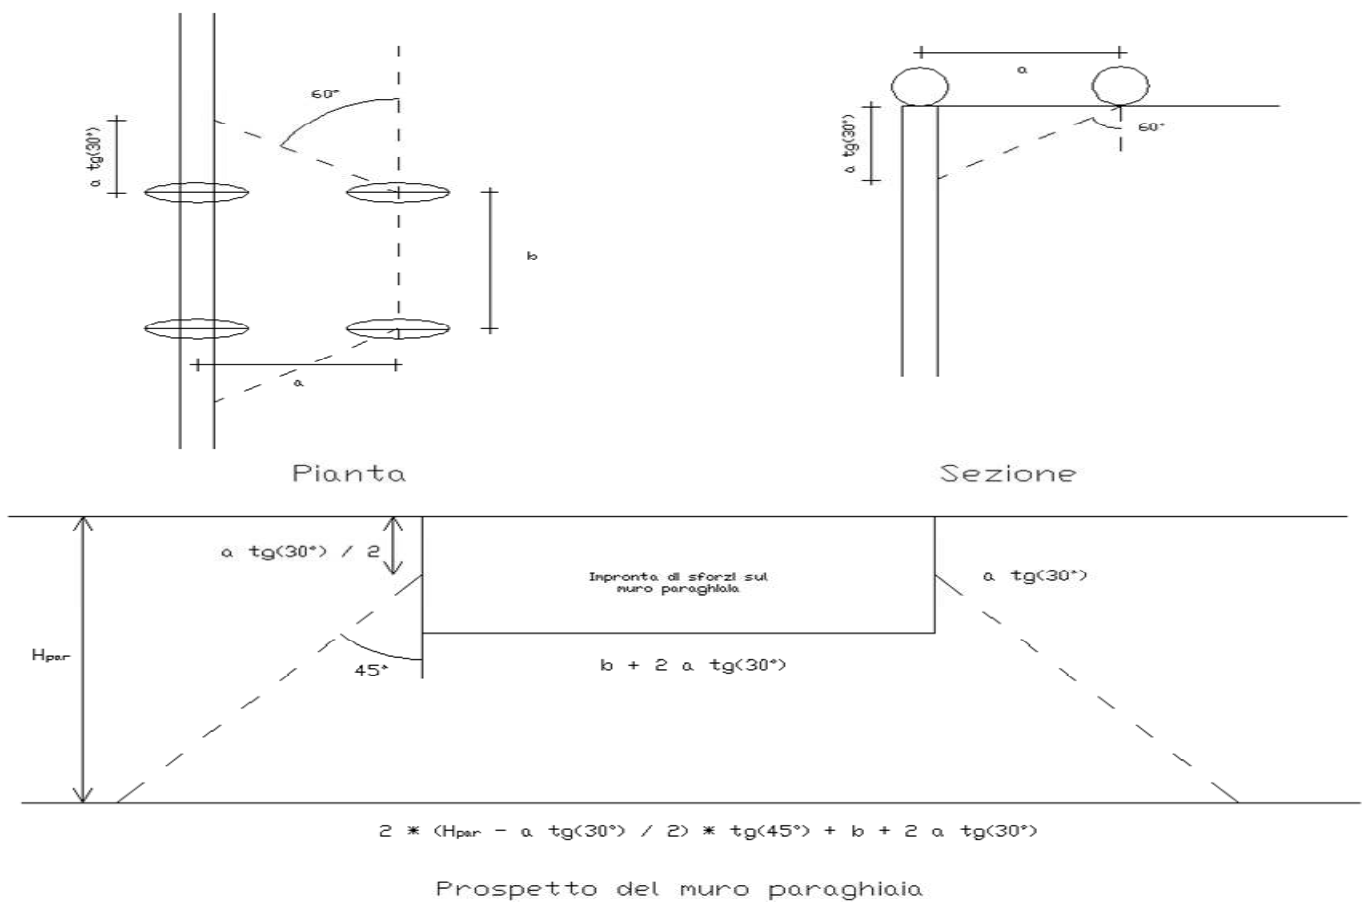 60°
a tg(30°)
b
a
Pianta
a
a tg(30°)
60°
Sezione
a tg(30°) / 2
Impronta di sforzi sul
muro paraghiaia
a tg(30°)
Hpar
45°
b + 2 a tg(30°)
2 * (Hpar - a tg(30°) / 2) * tg(45°) + b + 2 a tg(30°)
Prospetto del muro paraghiaia